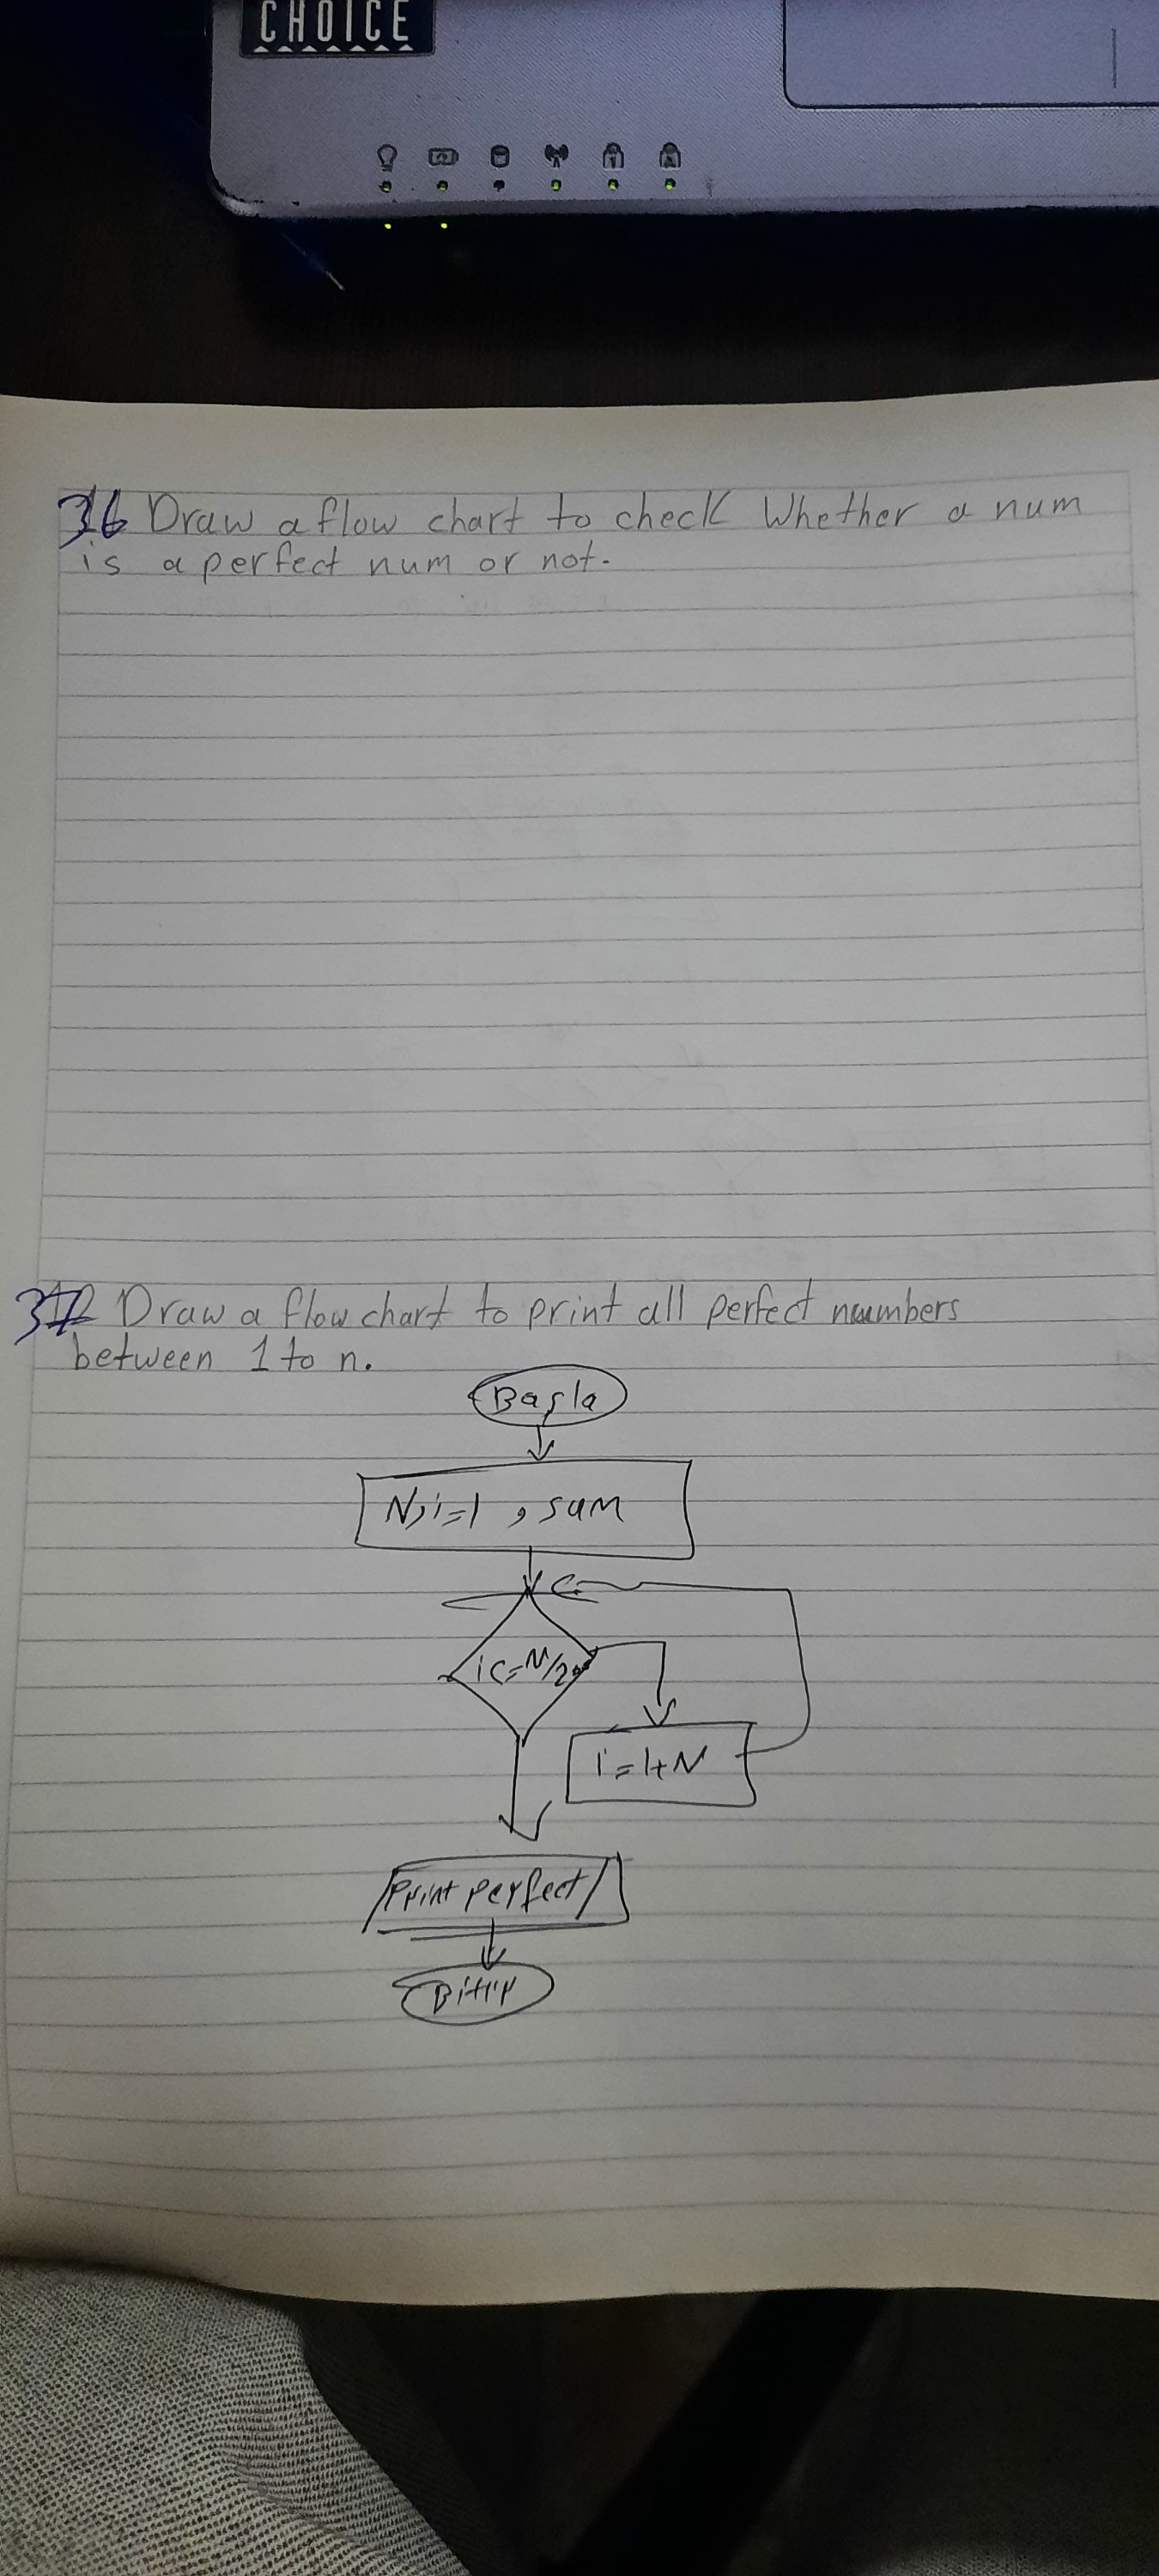 CHOICE
36 Draw a flow chart to check Whether a num
is a perfect num or not.
37 Draw a flow chart to print all perfect numbers
between 1 to n.
Başla
N, i=1, sum
i<=N/2
i=1+N
Print perfect
Bitir